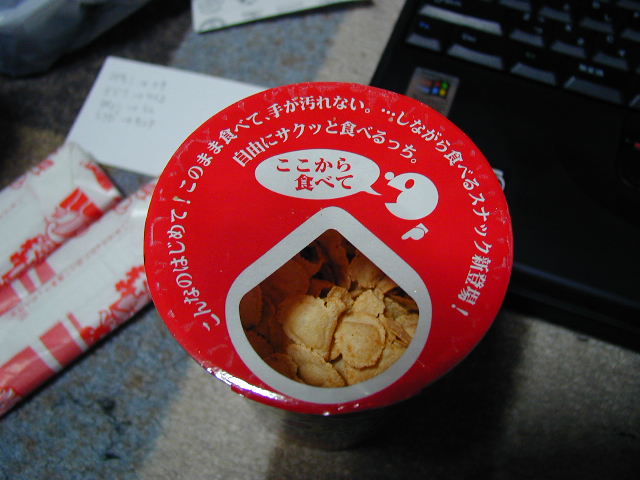 こんなのはじめて！このまま食べて、手が汚れない。…しながら食べるスナック新登場！
自由にサクッと食べるっち。
ここから
食べて